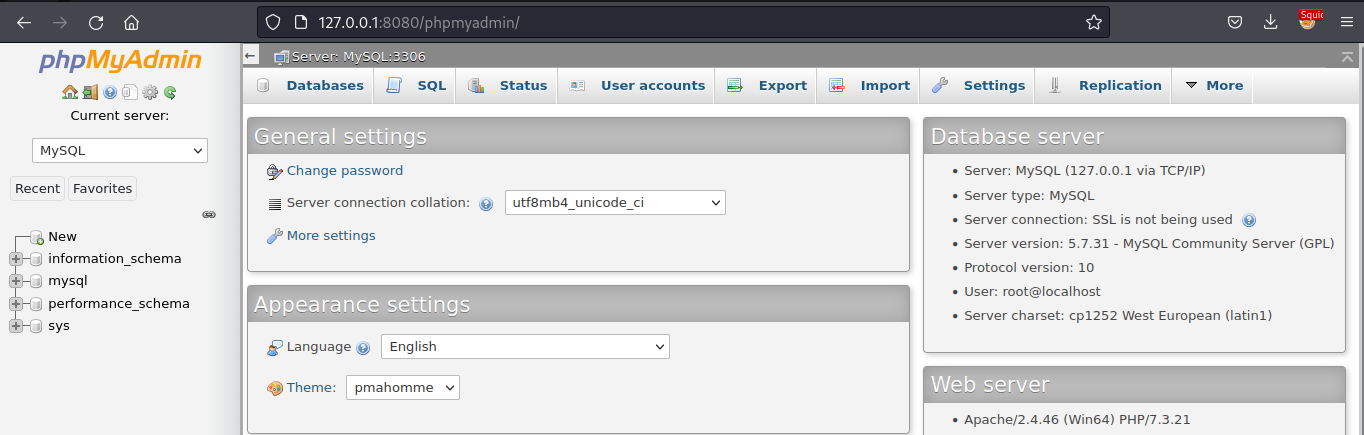 127.0.0.1:8080/phpmyadmin/
Squi
phpMyAdmin
Current server:
MySQL
Recent Favorites
New
information_schema
mysql
performance_schema
sys
Server: MySQL:3306
Databases SQL Status User accounts Export Import Settings Replication More
General settings
Change password
Server connection collation: utf8mb4_unicode_ci
More settings
Appearance settings
Language English
Theme: pmahomme
Database server
• Server: MySQL (127.0.0.1 via TCP/IP)
• Server type: MySQL
• Server connection: SSL is not being used
• Server version: 5.7.31 - MySQL Community Server (GPL)
• Protocol version: 10
• User: root@localhost
• Server charset: cp1252 West European (latin1)
Web server
• Apache/2.4.46 (Win64) PHP/7.3.21